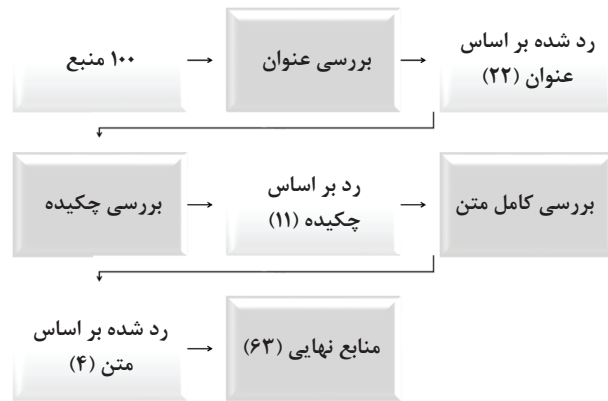 ۱۰۰ منبع
بررسی عنوان
رد شده بر اساس
عنوان (۲۲)
بررسی چکیده
رد بر اساس
چکیده (۱۱)
بررسی کامل متن
رد شده بر اساس
متن (۴)
منابع نهایی (۶۳)